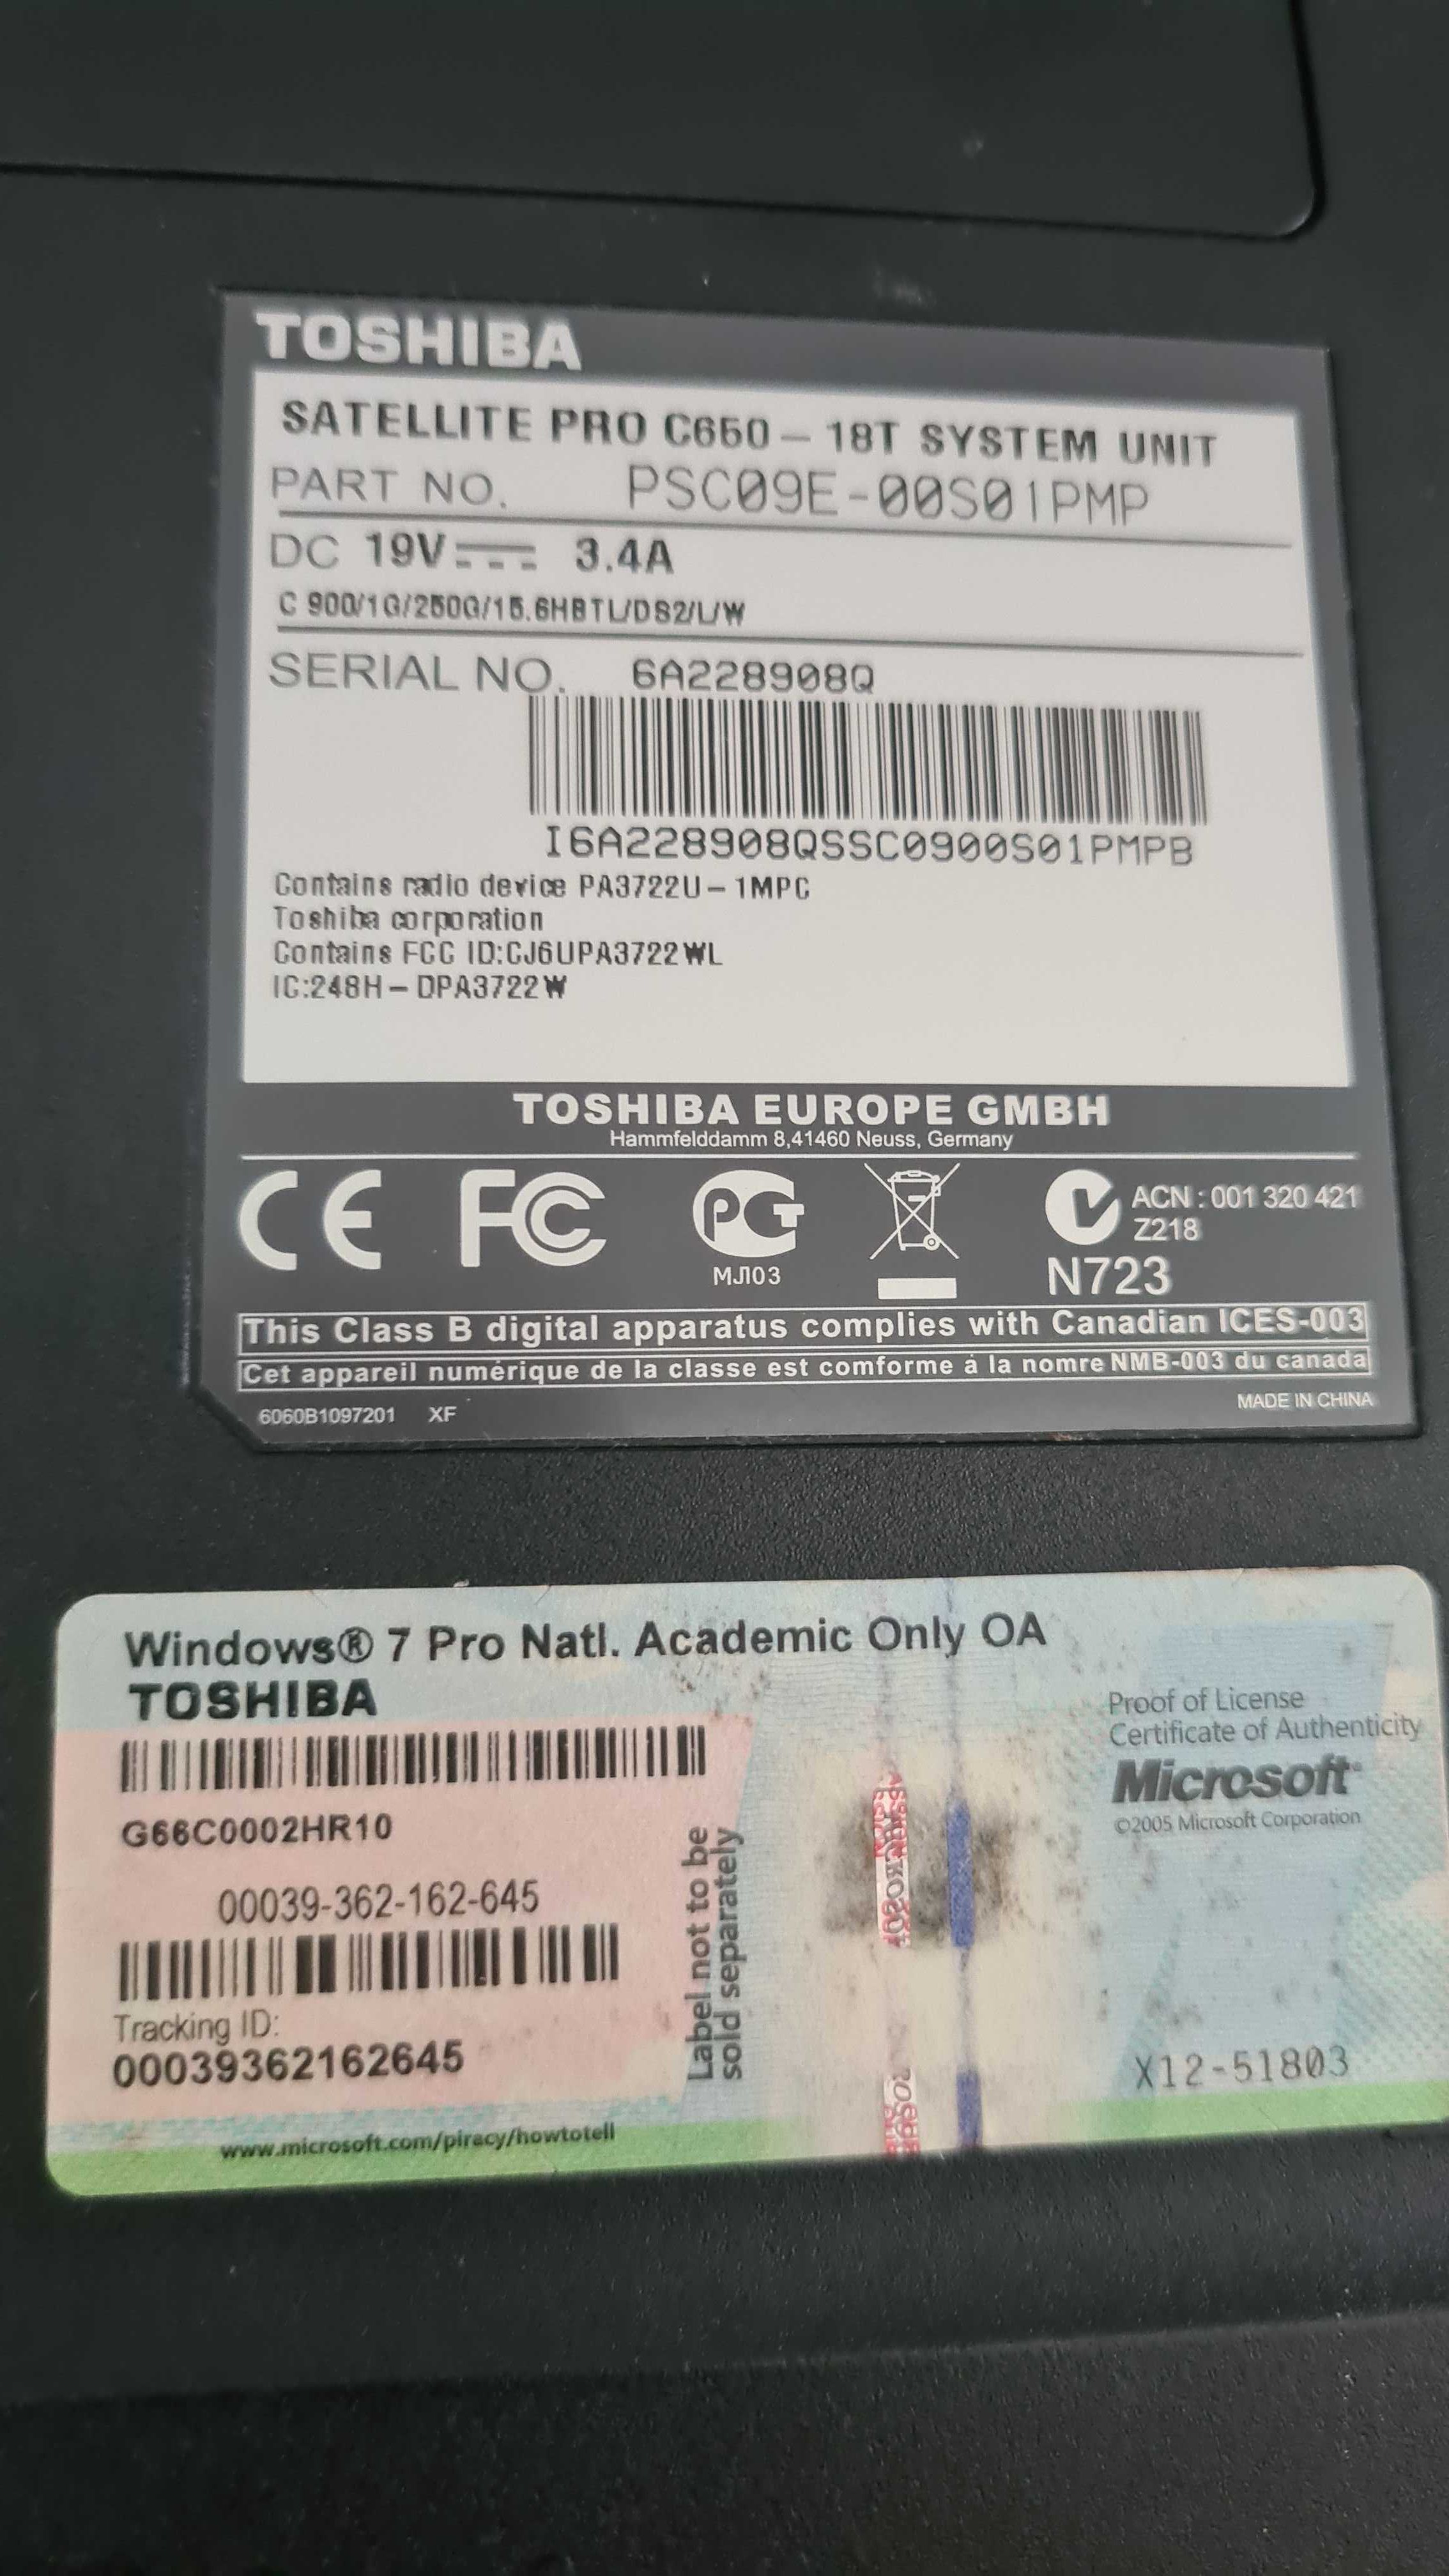 TOSHIBA
SATELLITE PRO C650 – 18T SYSTEM UNIT
PART NO. PSC09E-00S01PMP
DC 19V 3.4A
C 900/1G/250G/15.6HBTL/DS2/L/W
SERIAL NO. 6A228908Q
I6A228908QSSC0900S01PMPB
Contains radio device PA3722U – 1MPC
Toshiba corporation
Contains FCC ID:CJ6UPA3722WL
IC:248H – DPA3722W
TOSHIBA EUROPE GMBH
Hammfelddamm 8,41460 Neuss, Germany
CE FC PCT
МЛ03
ACN : 001 320 421
Z218
N723
This Class B digital apparatus complies with Canadian ICES-003
Cet appareil numérique de la classe est comforme à la nomre NMB-003 du canada
6060B1097201 XF
MADE IN CHINA
Windows® 7 Pro Natl. Academic Only OA
TOSHIBA
G66C0002HR10
00039-362-162-645
Tracking ID:
00039362162645
www.microsoft.com/piracy/howtotell
Label not to be
sold separately
Proof of License
Certificate of Authenticity
Microsoft
©2005 Microsoft Corporation
X12-51803